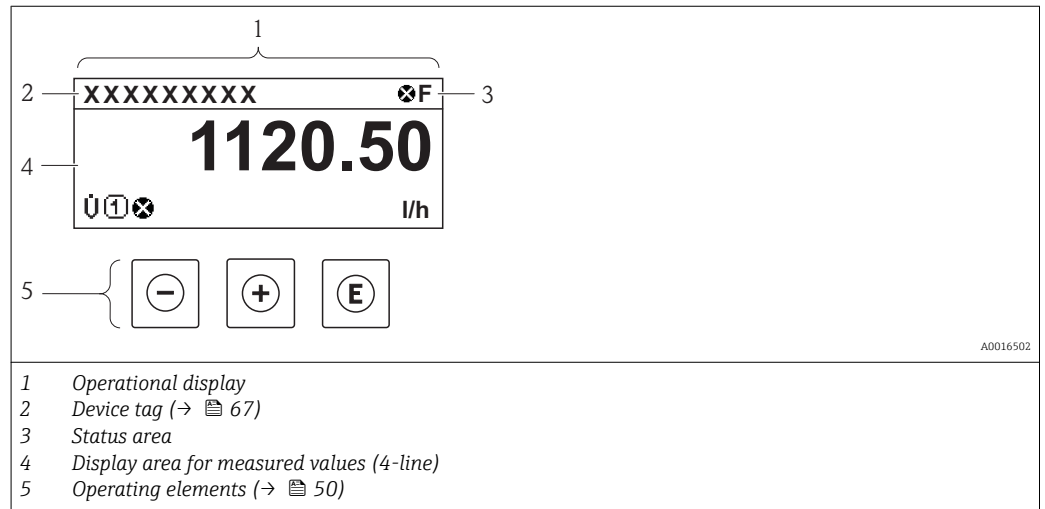 1
2 XXXXXXXXX F 3
4 1120.50
U̇ 1 l/h
5 − + E
A0016502
1 Operational display
2 Device tag (→ 67)
3 Status area
4 Display area for measured values (4-line)
5 Operating elements (→ 50)